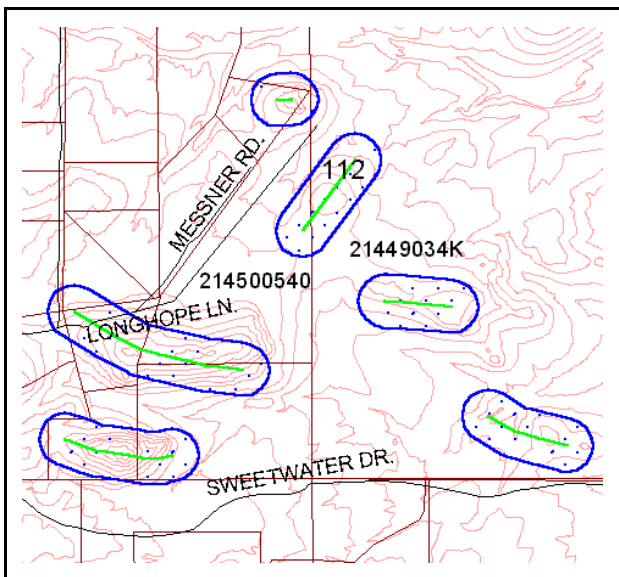 MESSNER RD.
112
21449034K
214500540
LONGHOPE LN.
SWEETWATER DR.